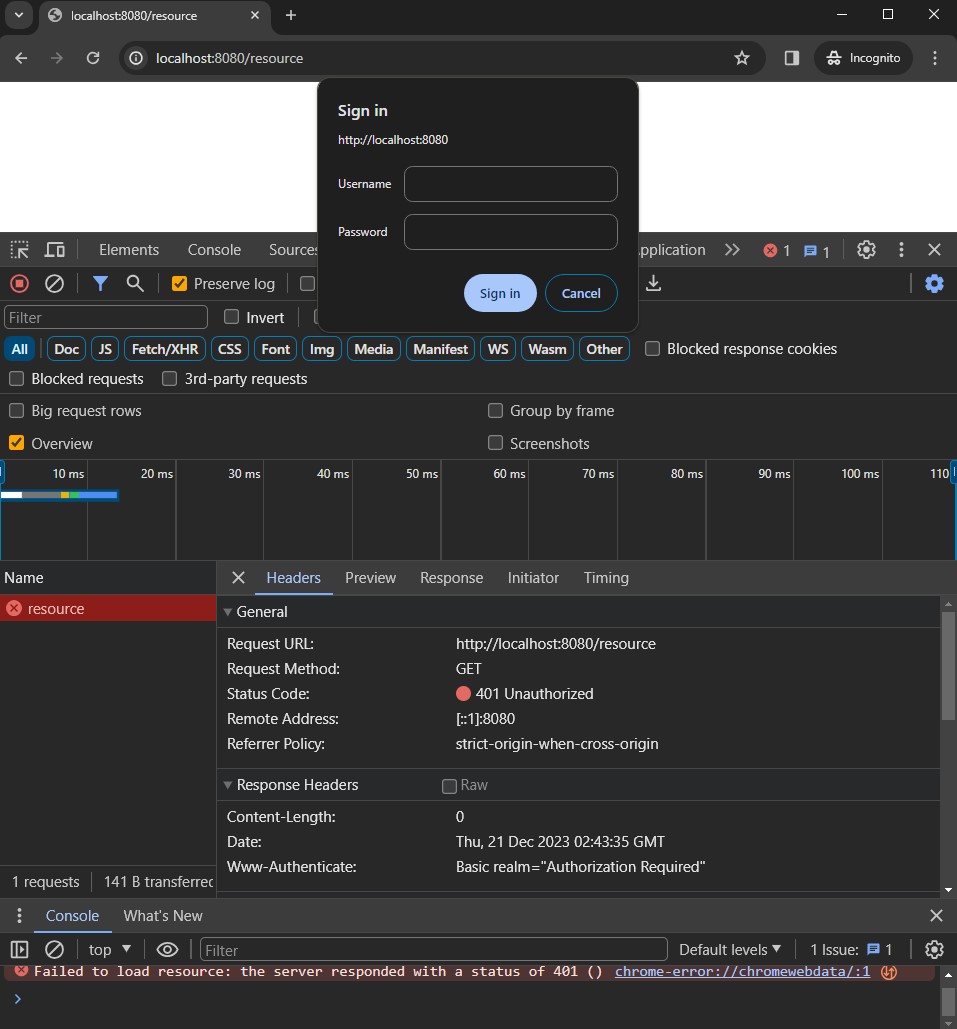 localhost:8080/resource
localhost:8080/resource
Incognito
Sign in
http://localhost:8080
Username
Password
Sign in
Cancel
Elements
Console
Sources
pplication
1
1
Preserve log
Filter
Invert
All
Doc
JS
Fetch/XHR
CSS
Font
Img
Media
Manifest
WS
Wasm
Other
Blocked response cookies
Blocked requests
3rd-party requests
Big request rows
Group by frame
Overview
Screenshots
10 ms
20 ms
30 ms
40 ms
50 ms
60 ms
70 ms
80 ms
90 ms
100 ms
110
Name
Headers
Preview
Response
Initiator
Timing
resource
General
Request URL: http://localhost:8080/resource
Request Method: GET
Status Code: 401 Unauthorized
Remote Address: [::1]:8080
Referrer Policy: strict-origin-when-cross-origin
Response Headers
Raw
Content-Length: 0
Date: Thu, 21 Dec 2023 02:43:35 GMT
Www-Authenticate: Basic realm="Authorization Required"
1 requests
141 B transferred
Console
What's New
top
Filter
Default levels
1 Issue:
1
Failed to load resource: the server responded with a status of 401 ()
chrome-error://chromewebdata/:1